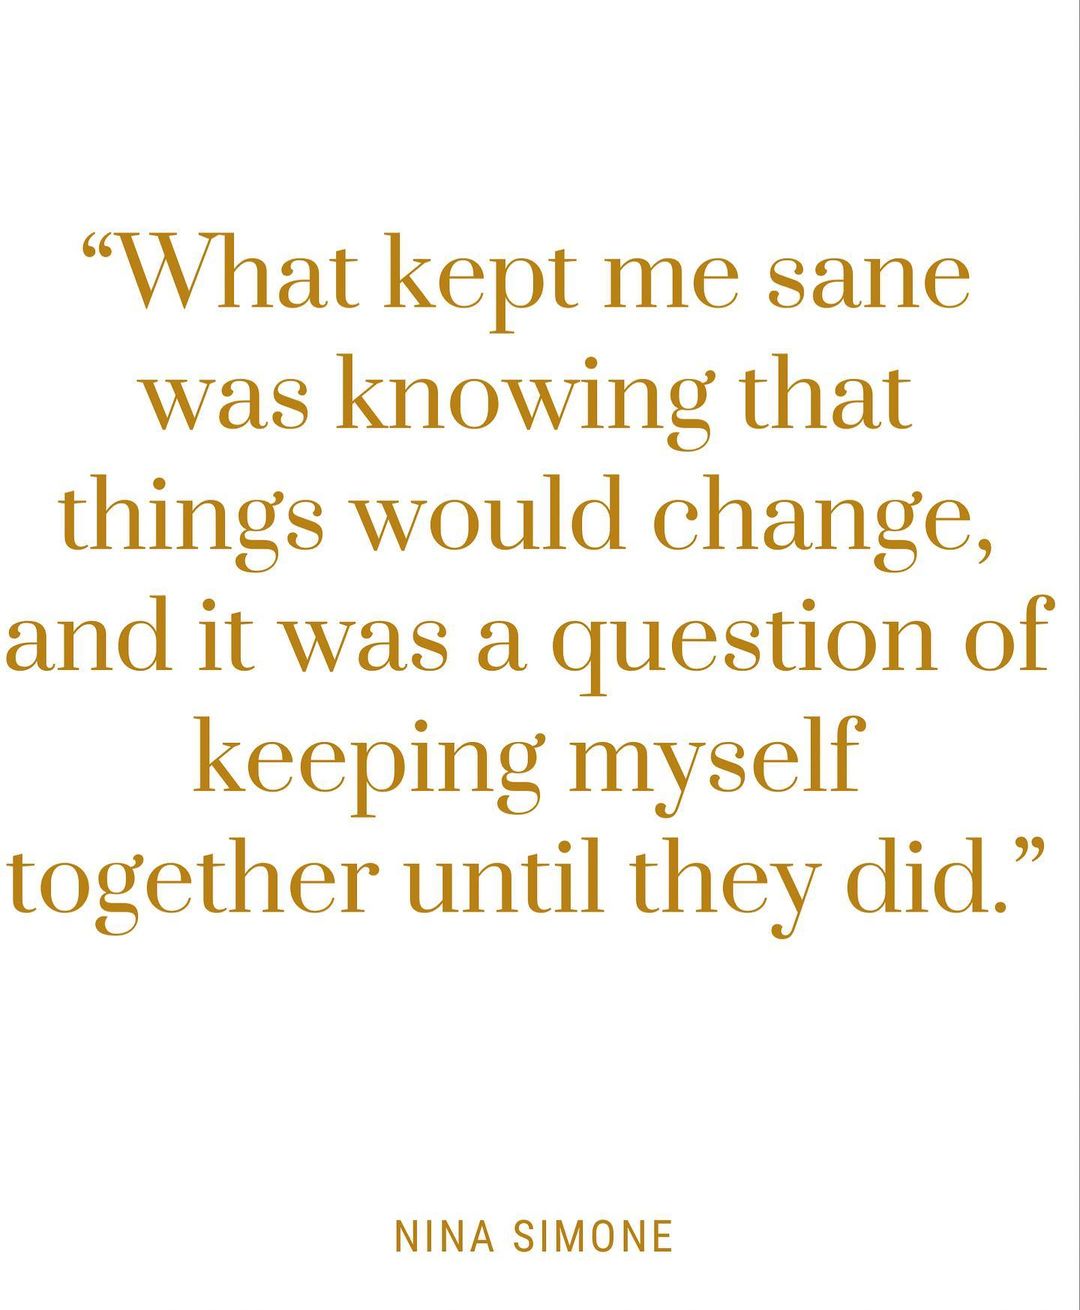 “What kept me sane
was knowing that
things would change,
and it was a question of
keeping myself
together until they did.”
NINA SIMONE